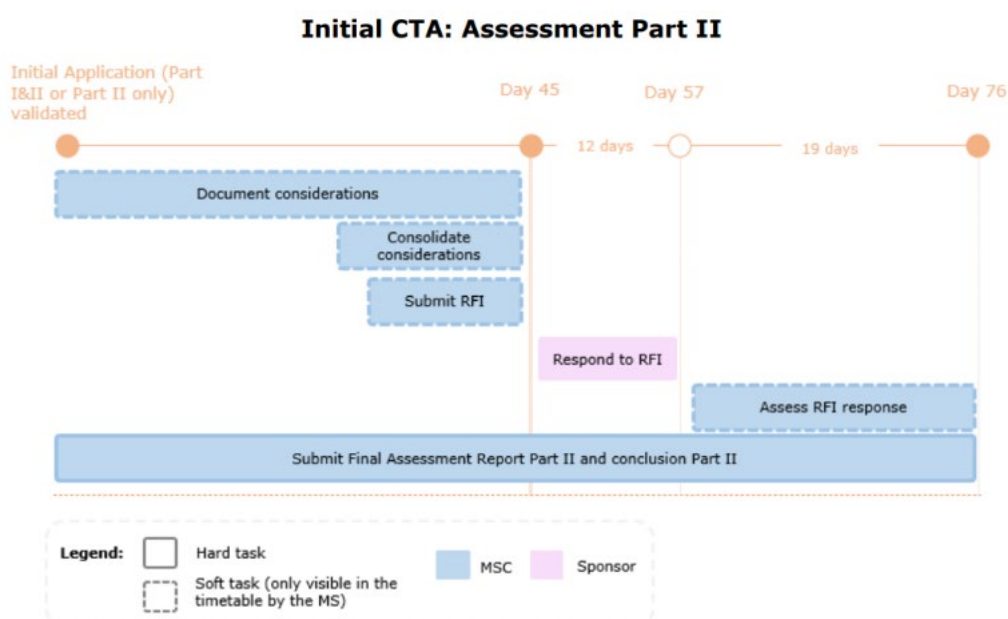 Initial CTA: Assessment Part II
Initial Application (Part
I&II or Part II only)
validated
Day 45
Day 57
Day 76
12 days
19 days
Document considerations
Consolidate
considerations
Submit RFI
Respond to RFI
Assess RFI response
Submit Final Assessment Report Part II and conclusion Part II
Legend:
Hard task
Soft task (only visible in the
timetable by the MS)
MSC
Sponsor